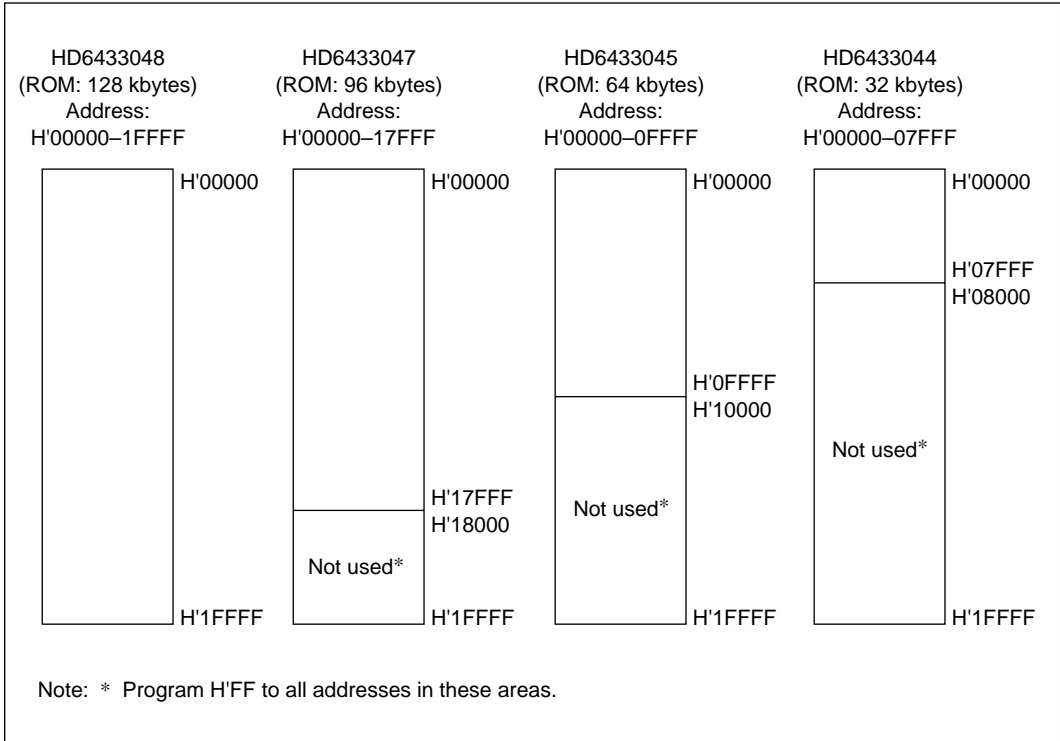 HD6433048
(ROM: 128 kbytes)
Address:
H'00000–1FFFF
H'00000
H'1FFFF
HD6433047
(ROM: 96 kbytes)
Address:
H'00000–17FFF
H'00000
H'17FFF
H'18000
Not used*
H'1FFFF
HD6433045
(ROM: 64 kbytes)
Address:
H'00000–0FFFF
H'00000
H'0FFFF
H'10000
Not used*
H'1FFFF
HD6433044
(ROM: 32 kbytes)
Address:
H'00000–07FFF
H'00000
H'07FFF
H'08000
Not used*
H'1FFFF
Note: * Program H'FF to all addresses in these areas.